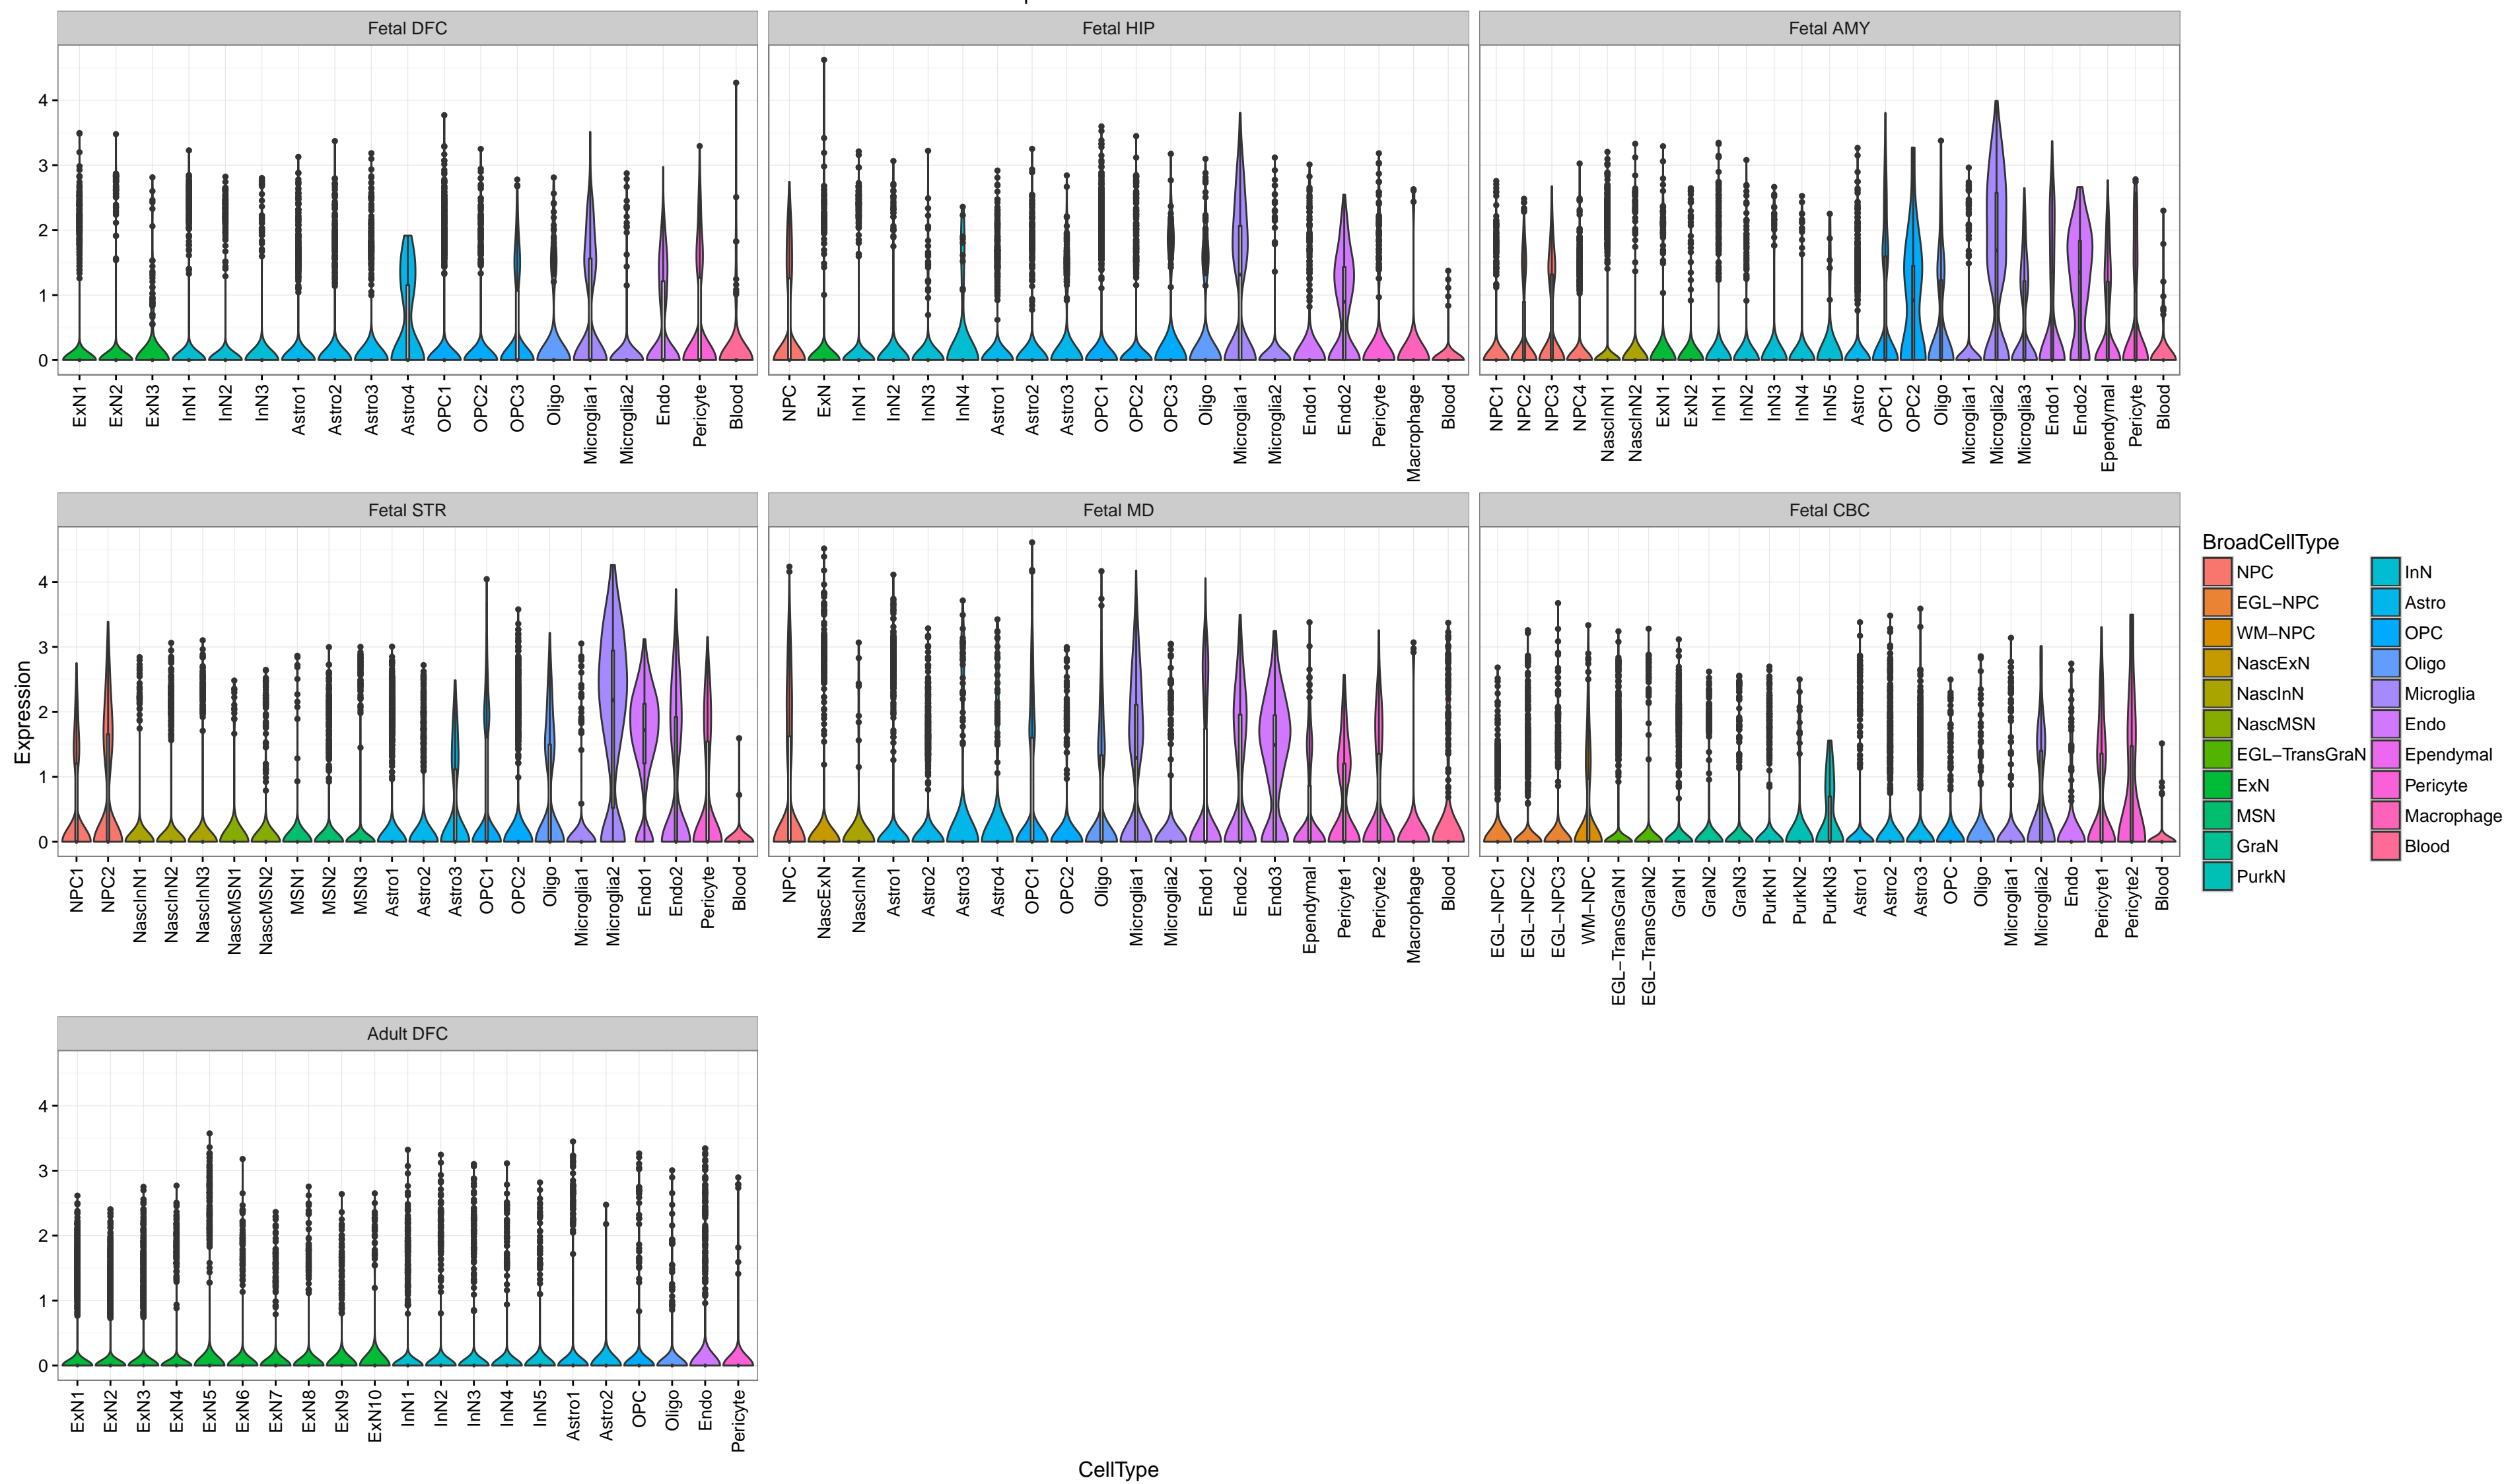 Fetal DFC
Fetal HIP
Fetal AMY
4
3
2
1
0
ExN1 ExN2 ExN3 InN1 InN2 InN3 Astro1 Astro2 Astro3 Astro4 OPC1 OPC2 OPC3 Oligo Microglia1 Microglia2 Endo Pericyte Blood
NPC ExN InN1 InN2 InN3 InN4 Astro1 Astro2 Astro3 OPC1 OPC2 OPC3 Oligo Microglia1 Microglia2 Endo1 Endo2 Pericyte Macrophage Blood
NPC1 NPC2 NPC3 NPC4 NascInN1 NascInN2 ExN1 ExN2 InN1 InN2 InN3 InN4 InN5 Astro OPC1 OPC2 Oligo Microglia1 Microglia2 Microglia3 Endo1 Endo2 Ependymal Pericyte Blood
Fetal STR
Fetal MD
Fetal CBC
Expression
4
3
2
1
0
NPC1 NPC2 NascInN1 NascInN2 NascInN3 NascMSN1 NascMSN2 MSN1 MSN2 MSN3 Astro1 Astro2 Astro3 OPC1 OPC2 Oligo Microglia1 Microglia2 Endo1 Endo2 Pericyte Blood
NPC NascExN NascInN Astro1 Astro2 Astro3 Astro4 OPC1 OPC2 Oligo Microglia1 Microglia2 Endo1 Endo2 Endo3 Ependymal Pericyte1 Pericyte2 Macrophage Blood
EGL−NPC1 EGL−NPC2 EGL−NPC3 WM−NPC EGL−TransGraN1 EGL−TransGraN2 GraN1 GraN2 GraN3 PurkN1 PurkN2 PurkN3 Astro1 Astro2 Astro3 OPC Oligo Microglia1 Microglia2 Endo Pericyte1 Pericyte2 Blood
BroadCellType
NPC
EGL−NPC
WM−NPC
NascExN
NascInN
NascMSN
EGL−TransGraN
ExN
MSN
GraN
PurkN
InN
Astro
OPC
Oligo
Microglia
Endo
Ependymal
Pericyte
Macrophage
Blood
Adult DFC
4
3
2
1
0
ExN1 ExN2 ExN3 ExN4 ExN5 ExN6 ExN7 ExN8 ExN9 ExN10 InN1 InN2 InN3 InN4 InN5 Astro1 Astro2 OPC Oligo Endo Pericyte
CellType